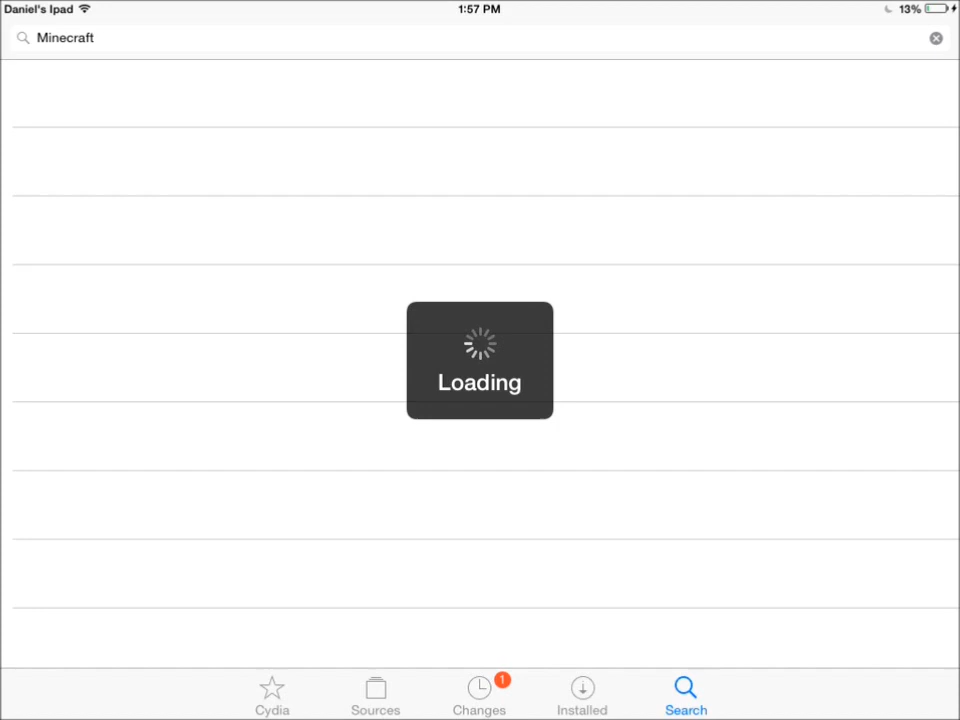 Daniel's Ipad 1:57 PM 13%
Minecraft
Loading
1
Cydia Sources Changes Installed Search